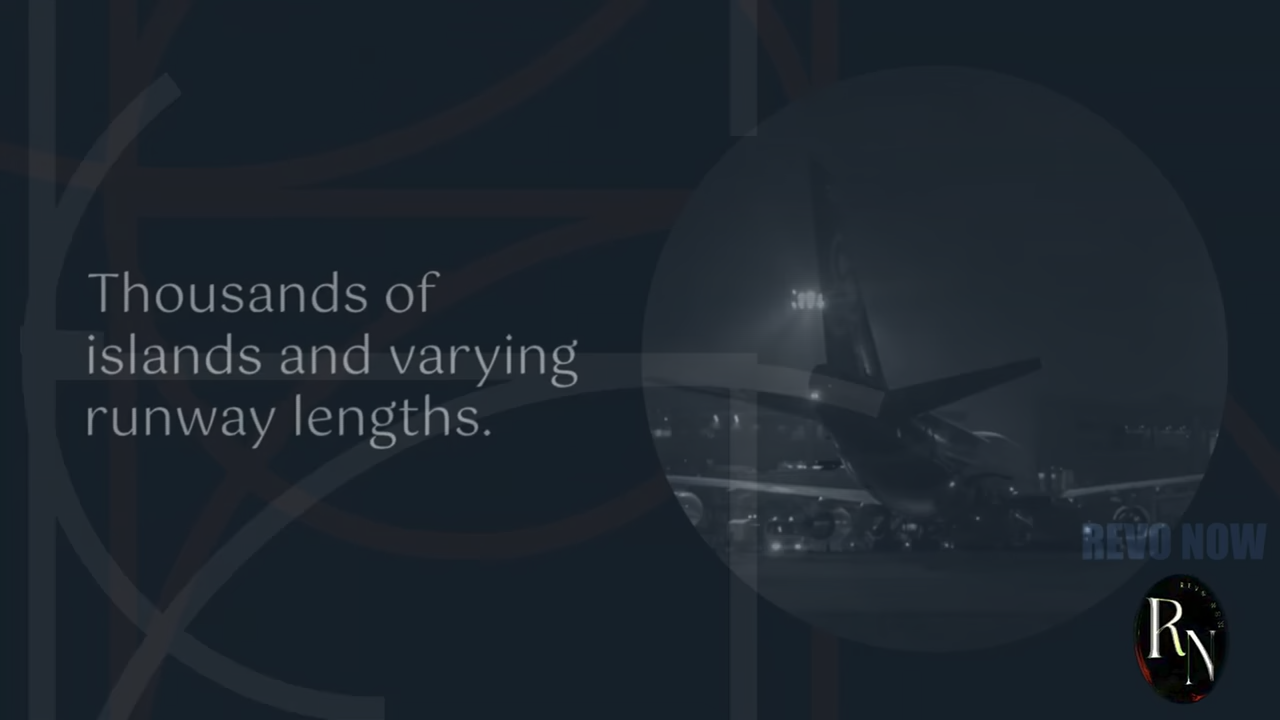 Thousands of
islands and varying
runway lengths.
REVO NOW
RN